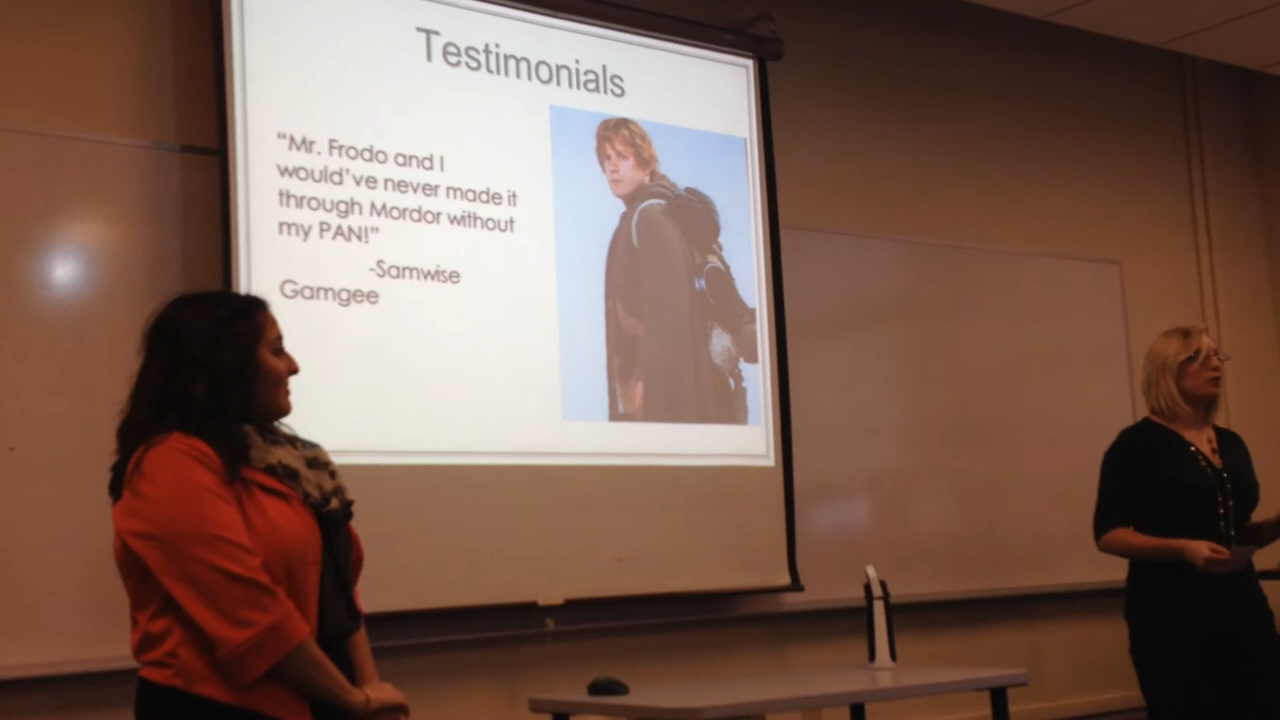 Testimonials
"Mr. Frodo and I
would've never made it
through Mordor without
my PAN!"
-Samwise
Gamgee